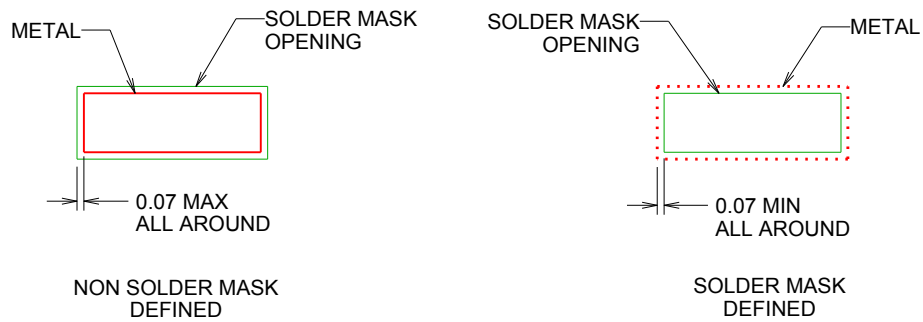 METAL
SOLDER MASK
OPENING
0.07 MAX
ALL AROUND
NON SOLDER MASK
DEFINED
SOLDER MASK
OPENING
METAL
0.07 MIN
ALL AROUND
SOLDER MASK
DEFINED